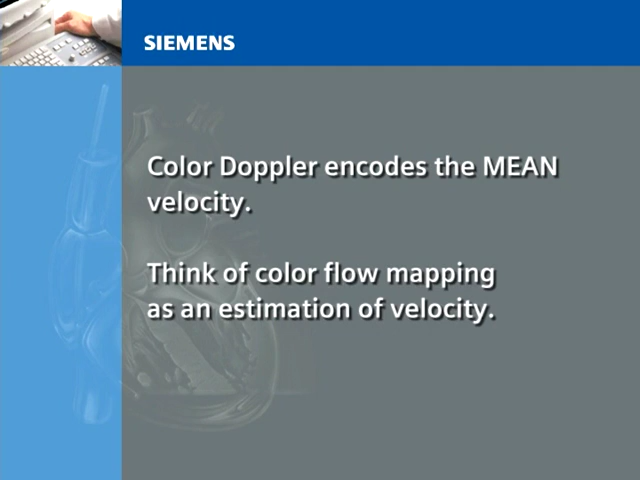 SIEMENS
Color Doppler encodes the MEAN
velocity.
Think of color flow mapping
as an estimation of velocity.